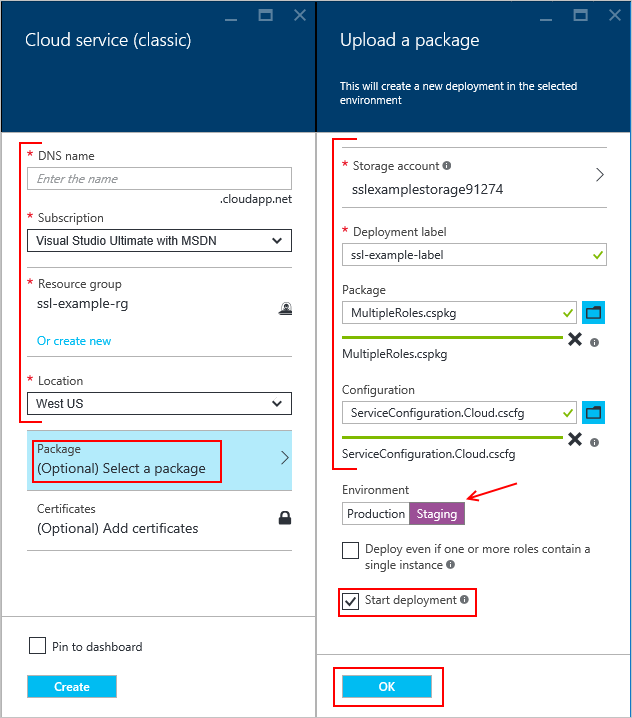 Cloud service (classic)
* DNS name
Enter the name
.cloudapp.net
* Subscription
Visual Studio Ultimate with MSDN
* Resource group
ssl-example-rg
Or create new
* Location
West US
Package
(Optional) Select a package
Certificates
(Optional) Add certificates
Pin to dashboard
Create
Upload a package
This will create a new deployment in the selected
environment
* Storage account
sslexamplestorage91274
* Deployment label
ssl-example-label
Package
MultipleRoles.cspkg
MultipleRoles.cspkg
Configuration
ServiceConfiguration.Cloud.cscfg
ServiceConfiguration.Cloud.cscfg
Environment
Production Staging
Deploy even if one or more roles contain a
single instance
Start deployment
OK